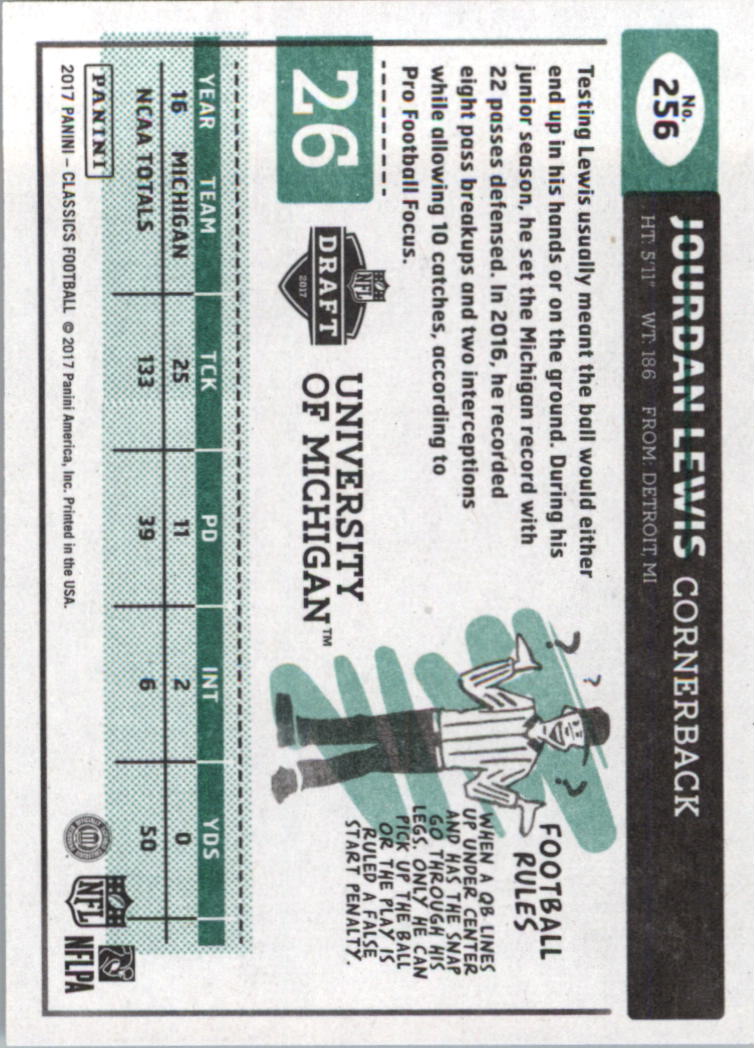 No.
256
JOURDAN LEWIS CORNERBACK
HT: 5'11" WT: 186 FROM: DETROIT, MI
Testing Lewis usually meant the ball would either
end up in his hands or on the ground. During his
junior season, he set the Michigan record with
22 passes defensed. In 2016, he recorded
eight pass breakups and two interceptions
while allowing 10 catches, according to
Pro Football Focus.
FOOTBALL
RULES
WHEN A QB LINES
UP UNDER CENTER
AND HAS THE SNAP
GO THROUGH HIS
LEGS, ONLY HE CAN
PICK UP THE BALL
OR THE PLAY IS
RULED A FALSE
START PENALTY.
? ? ?
26
NFL
DRAFT
2017
UNIVERSITY
OF MICHIGAN™
YEAR TEAM TCK PD INT YDS
16 MICHIGAN 25 11 2 0
NCAA TOTALS 133 39 6 50
PANINI
2017 PANINI – CLASSICS FOOTBALL © 2017 Panini America, Inc. Printed in the USA.
NFL
NFLPA